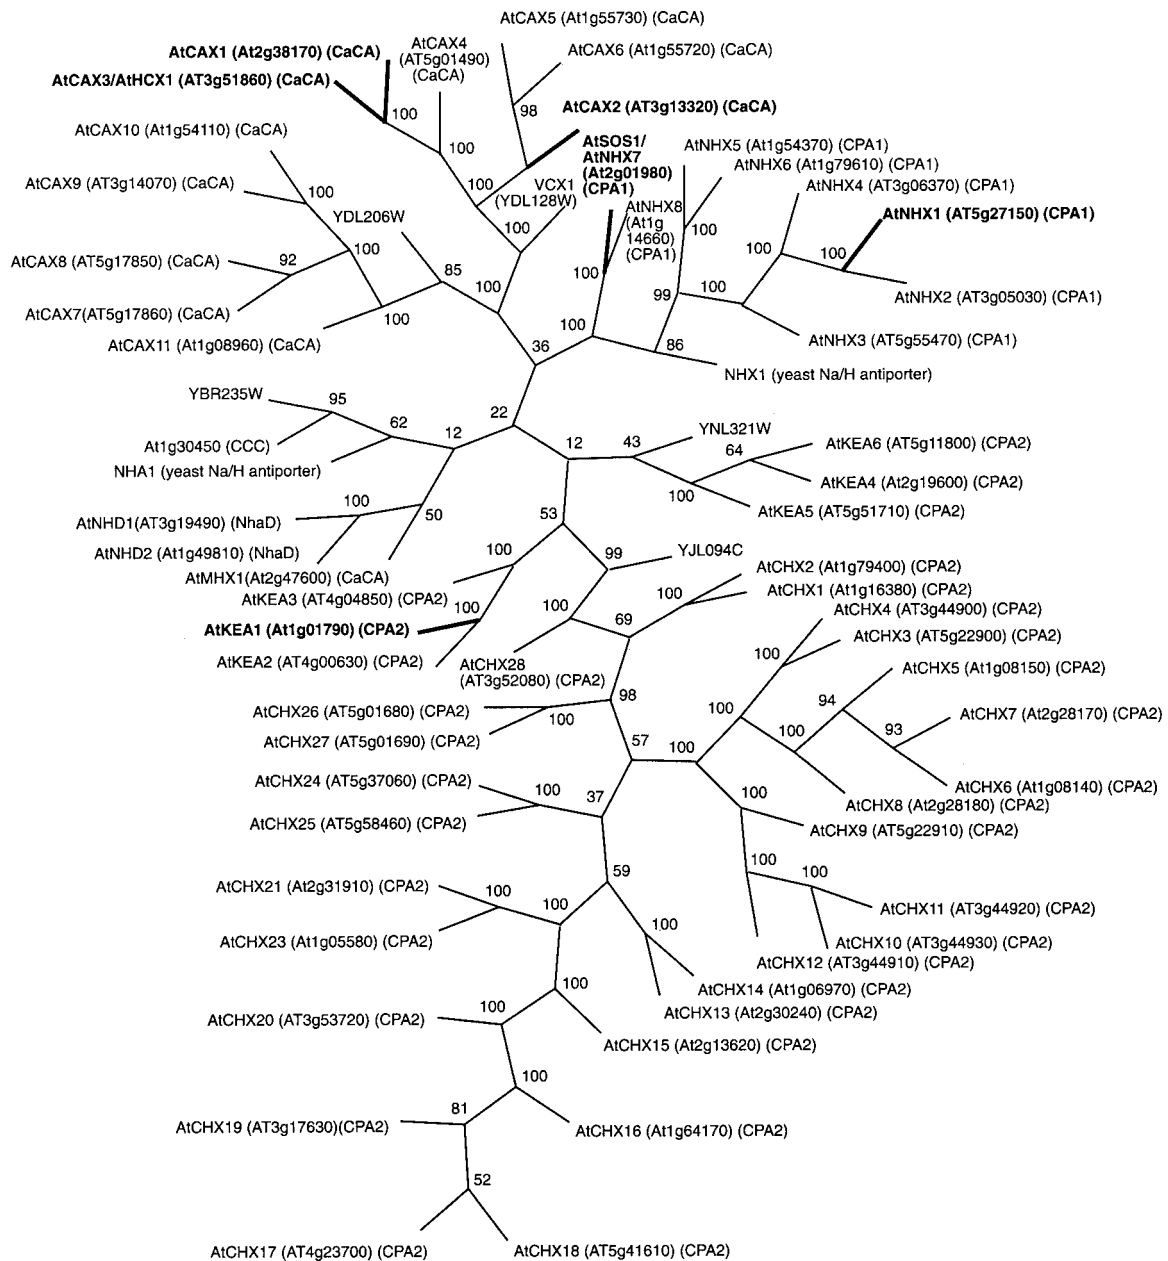 AtCAX5 (At1g55730) (CaCA)
AtCAX1 (At2g38170) (CaCA)
AtCAX4
(AT5g01490)
(CaCA)
AtCAX6 (At1g55720) (CaCA)
AtCAX3/AtHCX1 (AT3g51860) (CaCA)
98
AtCAX2 (AT3g13320) (CaCA)
100
AtCAX10 (At1g54110) (CaCA)
100
AtSOS1/
AtNHX7
(At2g01980)
(CPA1)
AtNHX5 (At1g54370) (CPA1)
AtNHX6 (At1g79610) (CPA1)
AtNHX4 (AT3g06370) (CPA1)
AtCAX9 (AT3g14070) (CaCA)
100
100
VCX1
(YDL128W)
AtNHX8
(At1g
14660)
(CPA1)
AtNHX1 (AT5g27150) (CPA1)
YDL206W
100
100
100
100
100
AtCAX8 (AT5g17850) (CaCA)
92
85
100
100
99
100
AtNHX2 (AT3g05030) (CPA1)
AtCAX7(AT5g17860) (CaCA)
100
100
AtCAX11 (At1g08960) (CaCA)
36
86
AtNHX3 (AT5g55470) (CPA1)
NHX1 (yeast Na/H antiporter)
YBR235W
95
22
62
12
12
43
YNL321W
64
AtKEA6 (AT5g11800) (CPA2)
At1g30450 (CCC)
NHA1 (yeast Na/H antiporter)
AtKEA4 (At2g19600) (CPA2)
100
100
50
53
AtKEA5 (AT5g51710) (CPA2)
AtNHD1(AT3g19490) (NhaD)
AtNHD2 (At1g49810) (NhaD)
100
99
YJL094C
AtMHX1(At2g47600) (CaCA)
AtCHX2 (At1g79400) (CPA2)
AtKEA3 (AT4g04850) (CPA2)
100
AtCHX1 (At1g16380) (CPA2)
100
100
AtCHX4 (AT3g44900) (CPA2)
AtKEA1 (At1g01790) (CPA2)
69
AtCHX3 (AT5g22900) (CPA2)
AtKEA2 (AT4g00630) (CPA2)
AtCHX28
(AT3g52080) (CPA2)
100
AtCHX5 (At1g08150) (CPA2)
98
94
AtCHX26 (AT5g01680) (CPA2)
100
100
AtCHX7 (At2g28170) (CPA2)
AtCHX27 (AT5g01690) (CPA2)
57
100
100
93
AtCHX24 (AT5g37060) (CPA2)
100
37
AtCHX6 (At1g08140) (CPA2)
100
AtCHX8 (At2g28180) (CPA2)
AtCHX25 (AT5g58460) (CPA2)
AtCHX9 (AT5g22910) (CPA2)
59
100
100
AtCHX21 (At2g31910) (CPA2)
100
100
AtCHX11 (AT3g44920) (CPA2)
100
AtCHX23 (At1g05580) (CPA2)
AtCHX10 (AT3g44930) (CPA2)
AtCHX12 (AT3g44910) (CPA2)
100
AtCHX14 (At1g06970) (CPA2)
100
AtCHX13 (At2g30240) (CPA2)
AtCHX20 (AT3g53720) (CPA2)
AtCHX15 (At2g13620) (CPA2)
100
81
AtCHX19 (AT3g17630)(CPA2)
AtCHX16 (At1g64170) (CPA2)
52
AtCHX17 (AT4g23700) (CPA2)
AtCHX18 (AT5g41610) (CPA2)